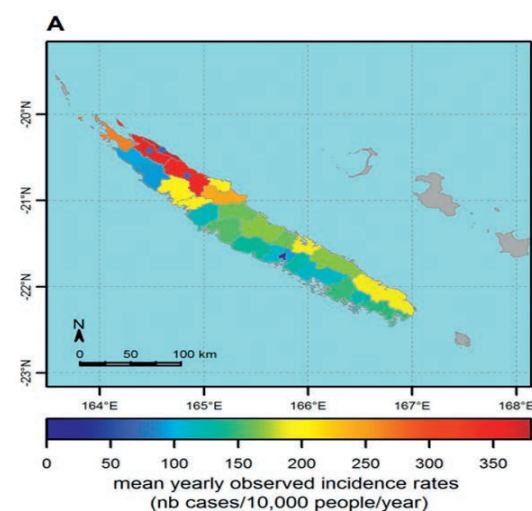 A
-20°N
-21°N
-22°N
-23°N
N
0 50 100 km
164°E 165°E 166°E 167°E 168°E
0 50 100 150 200 250 300 350
mean yearly observed incidence rates
(nb cases/10,000 people/year)